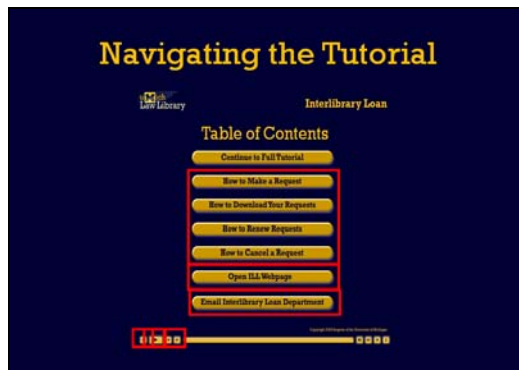 Navigating the Tutorial
Law Library
Interlibrary Loan
Table of Contents
Continue to Full Tutorial
How to Make a Request
How to Download Your Requests
How to Renew Requests
How to Cancel a Request
Open ILL Webpage
Email Interlibrary Loan Department